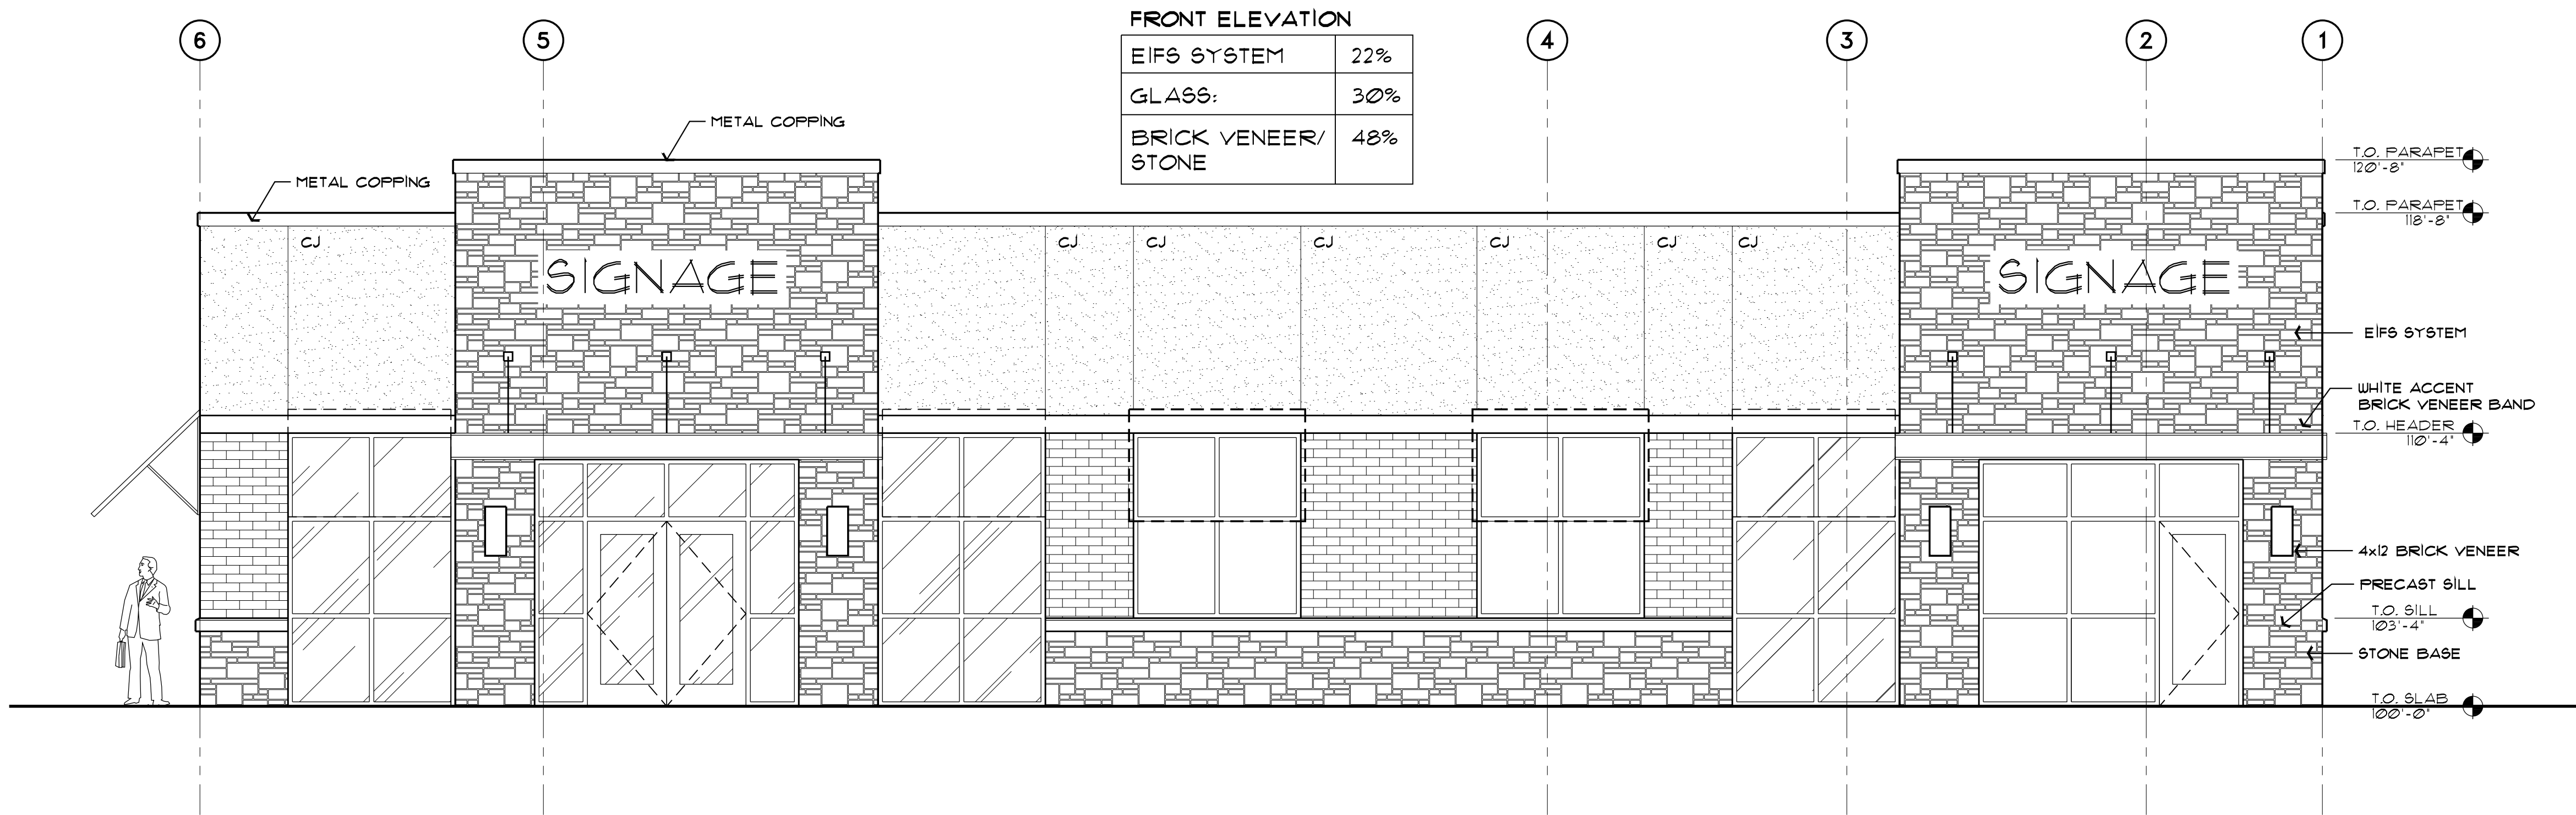 FRONT ELEVATION
6
5
4
3
2
1
EIFS SYSTEM 22%
GLASS: 30%
BRICK VENEER/ 48%
STONE
METAL COPPING
METAL COPPING
T.O. PARAPET
120'-8"
T.O. PARAPET
118'-8"
CJ
CJ
CJ
CJ
CJ
CJ
CJ
SIGNAGE
SIGNAGE
EIFS SYSTEM
WHITE ACCENT
BRICK VENEER BAND
T.O. HEADER
110'-4"
4x12 BRICK VENEER
PRECAST SILL
T.O. SILL
103'-4"
STONE BASE
T.O. SLAB
100'-0"